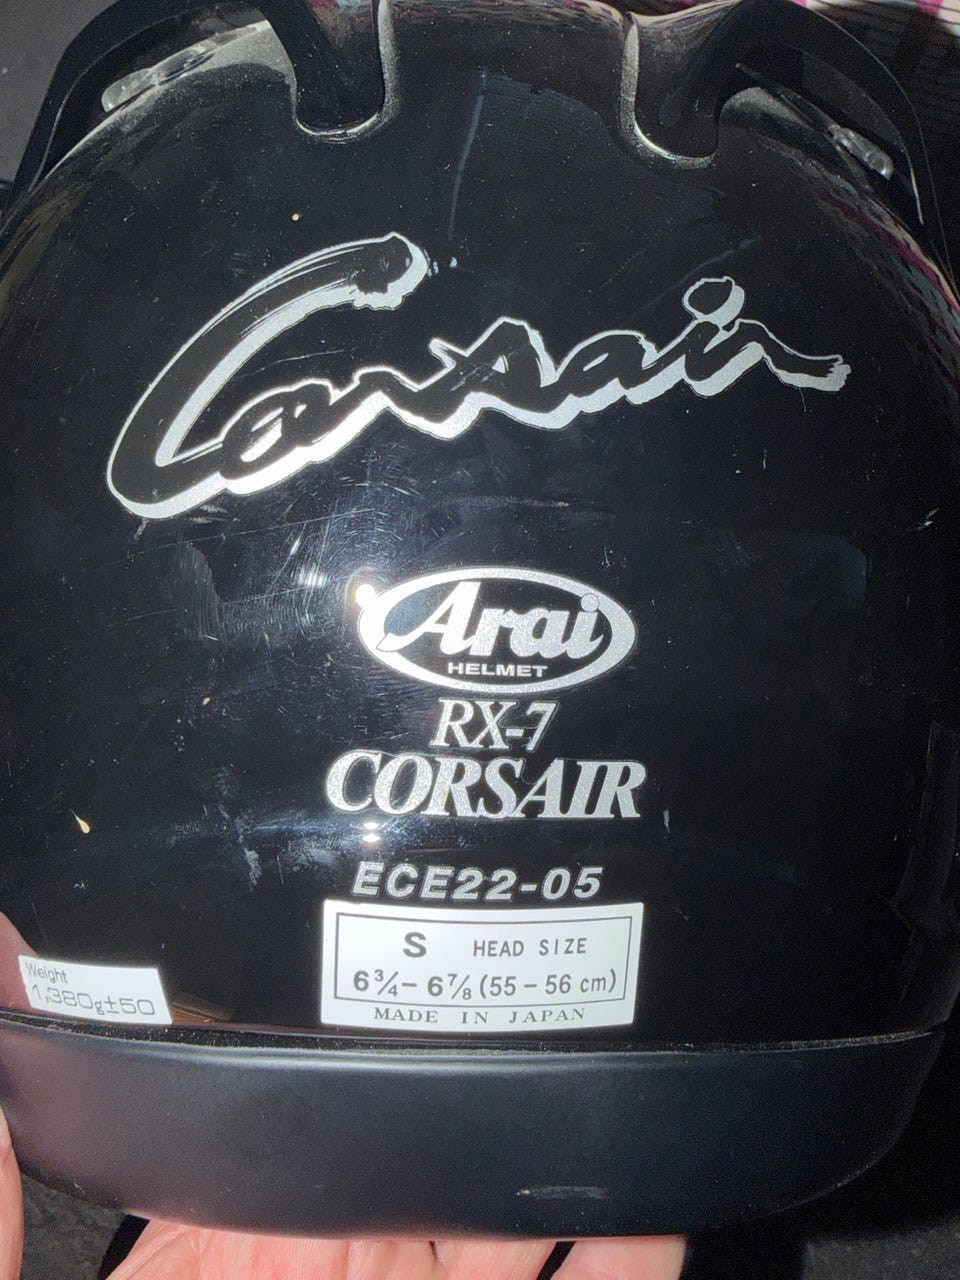 Corsair
Arai
HELMET
RX-7
CORSAIR
ECE22-05
S HEAD SIZE
6¾- 6⅞ (55 - 56 cm)
MADE IN JAPAN
Weight
1,380g±50